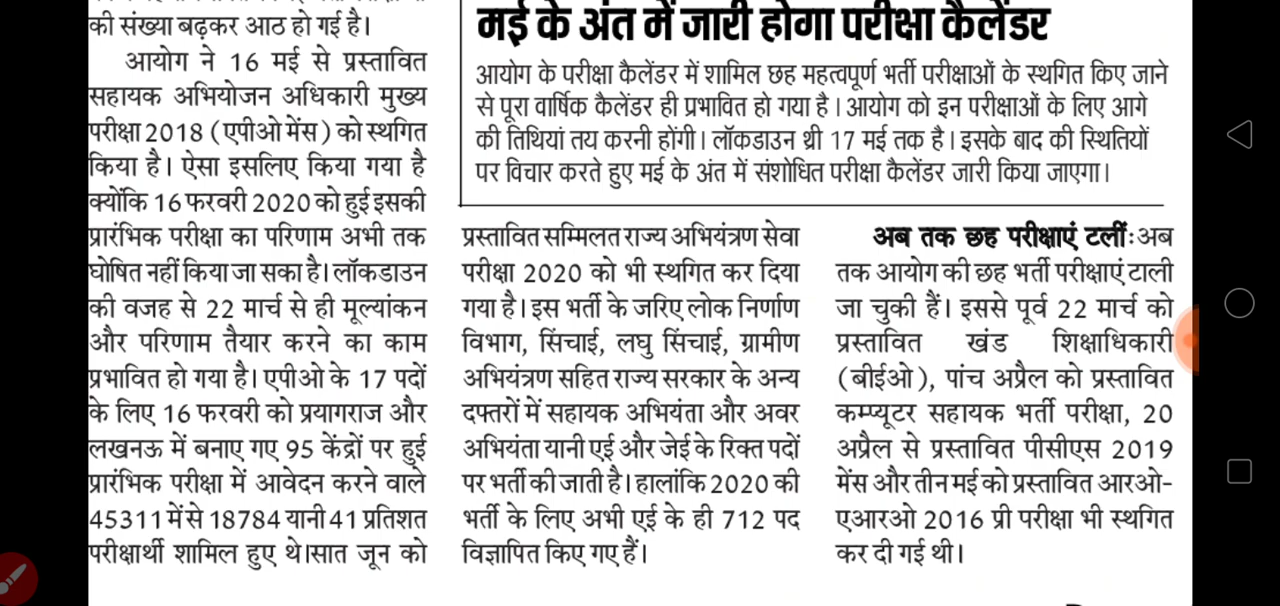 की संख्या बढ़कर आठ हो गई है।
आयोग ने 16 मई से प्रस्तावित
सहायक अभियोजन अधिकारी मुख्य
परीक्षा 2018 (एपीओ मेंस) को स्थगित
किया है। ऐसा इसलिए किया गया है
क्योंकि 16 फरवरी 2020 को हुई इसकी
प्रारंभिक परीक्षा का परिणाम अभी तक
घोषित नहीं किया जा सका है। लॉकडाउन
की वजह से 22 मार्च से ही मूल्यांकन
और परिणाम तैयार करने का काम
प्रभावित हो गया है। एपीओ के 17 पदों
के लिए 16 फरवरी को प्रयागराज और
लखनऊ में बनाए गए 95 केंद्रों पर हुई
प्रारंभिक परीक्षा में आवेदन करने वाले
45311 में से 18784 यानी 41 प्रतिशत
परीक्षार्थी शामिल हुए थे।सात जून को
मई के अंत में जारी होगा परीक्षा कैलेंडर
आयोग के परीक्षा कैलेंडर में शामिल छह महत्वपूर्ण भर्ती परीक्षाओं के स्थगित किए जाने
से पूरा वार्षिक कैलेंडर ही प्रभावित हो गया है। आयोग को इन परीक्षाओं के लिए आगे
की तिथियां तय करनी होंगी। लॉकडाउन थ्री 17 मई तक है। इसके बाद की स्थितियों
पर विचार करते हुए मई के अंत में संशोधित परीक्षा कैलेंडर जारी किया जाएगा।
प्रस्तावित सम्मिलत राज्य अभियंत्रण सेवा
परीक्षा 2020 को भी स्थगित कर दिया
गया है। इस भर्ती के जरिए लोक निर्णाण
विभाग, सिंचाई, लघु सिंचाई, ग्रामीण
अभियंत्रण सहित राज्य सरकार के अन्य
दफ्तरों में सहायक अभियंता और अवर
अभियंता यानी एई और जेई के रिक्त पदों
पर भर्ती की जाती है। हालांकि 2020 की
भर्ती के लिए अभी एई के ही 712 पद
विज्ञापित किए गए हैं।
अब तक छह परीक्षाएं टलीं: अब
तक आयोग की छह भर्ती परीक्षाएं टाली
जा चुकी हैं। इससे पूर्व 22 मार्च को
प्रस्तावित खंड शिक्षाधिकारी
(बीईओ), पांच अप्रैल को प्रस्तावित
कम्प्यूटर सहायक भर्ती परीक्षा, 20
अप्रैल से प्रस्तावित पीसीएस 2019
मेंस और तीन मई को प्रस्तावित आरओ-
एआरओ 2016 प्री परीक्षा भी स्थगित
कर दी गई थी।